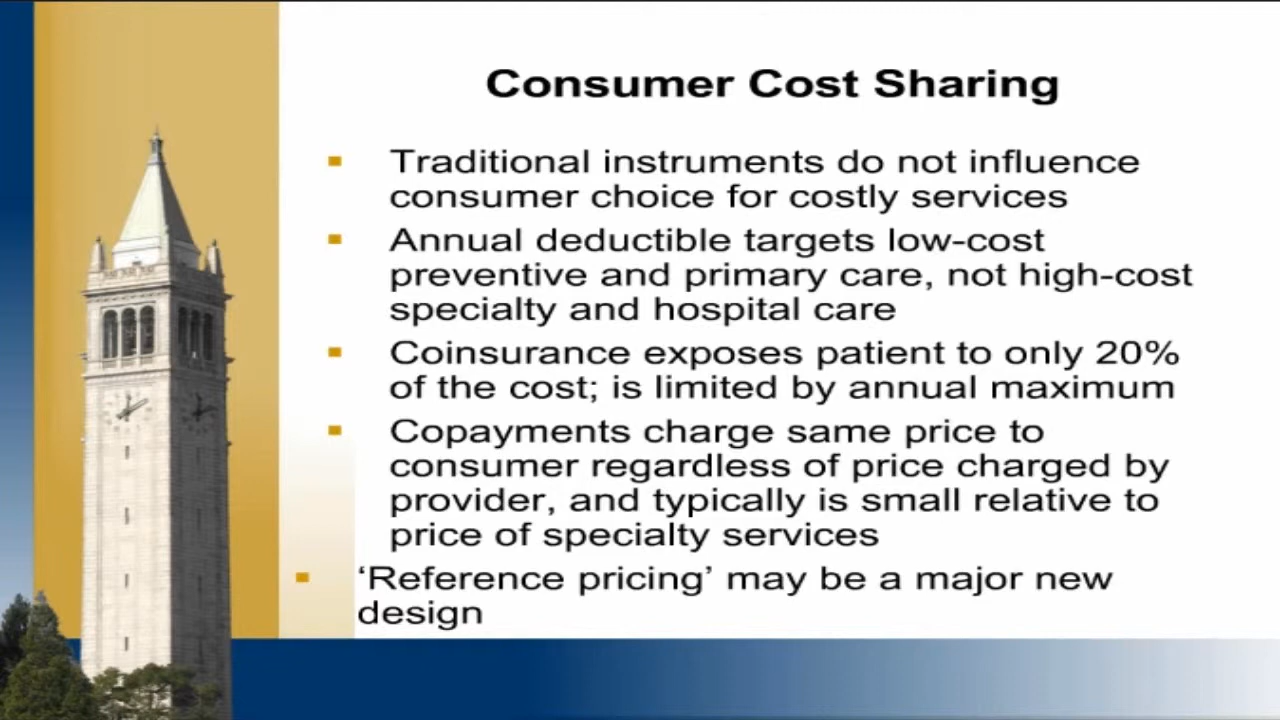 Consumer Cost Sharing
Traditional instruments do not influence
consumer choice for costly services
Annual deductible targets low-cost
preventive and primary care, not high-cost
specialty and hospital care
Coinsurance exposes patient to only 20%
of the cost; is limited by annual maximum
Copayments charge same price to
consumer regardless of price charged by
provider, and typically is small relative to
price of specialty services
‘Reference pricing’ may be a major new
design